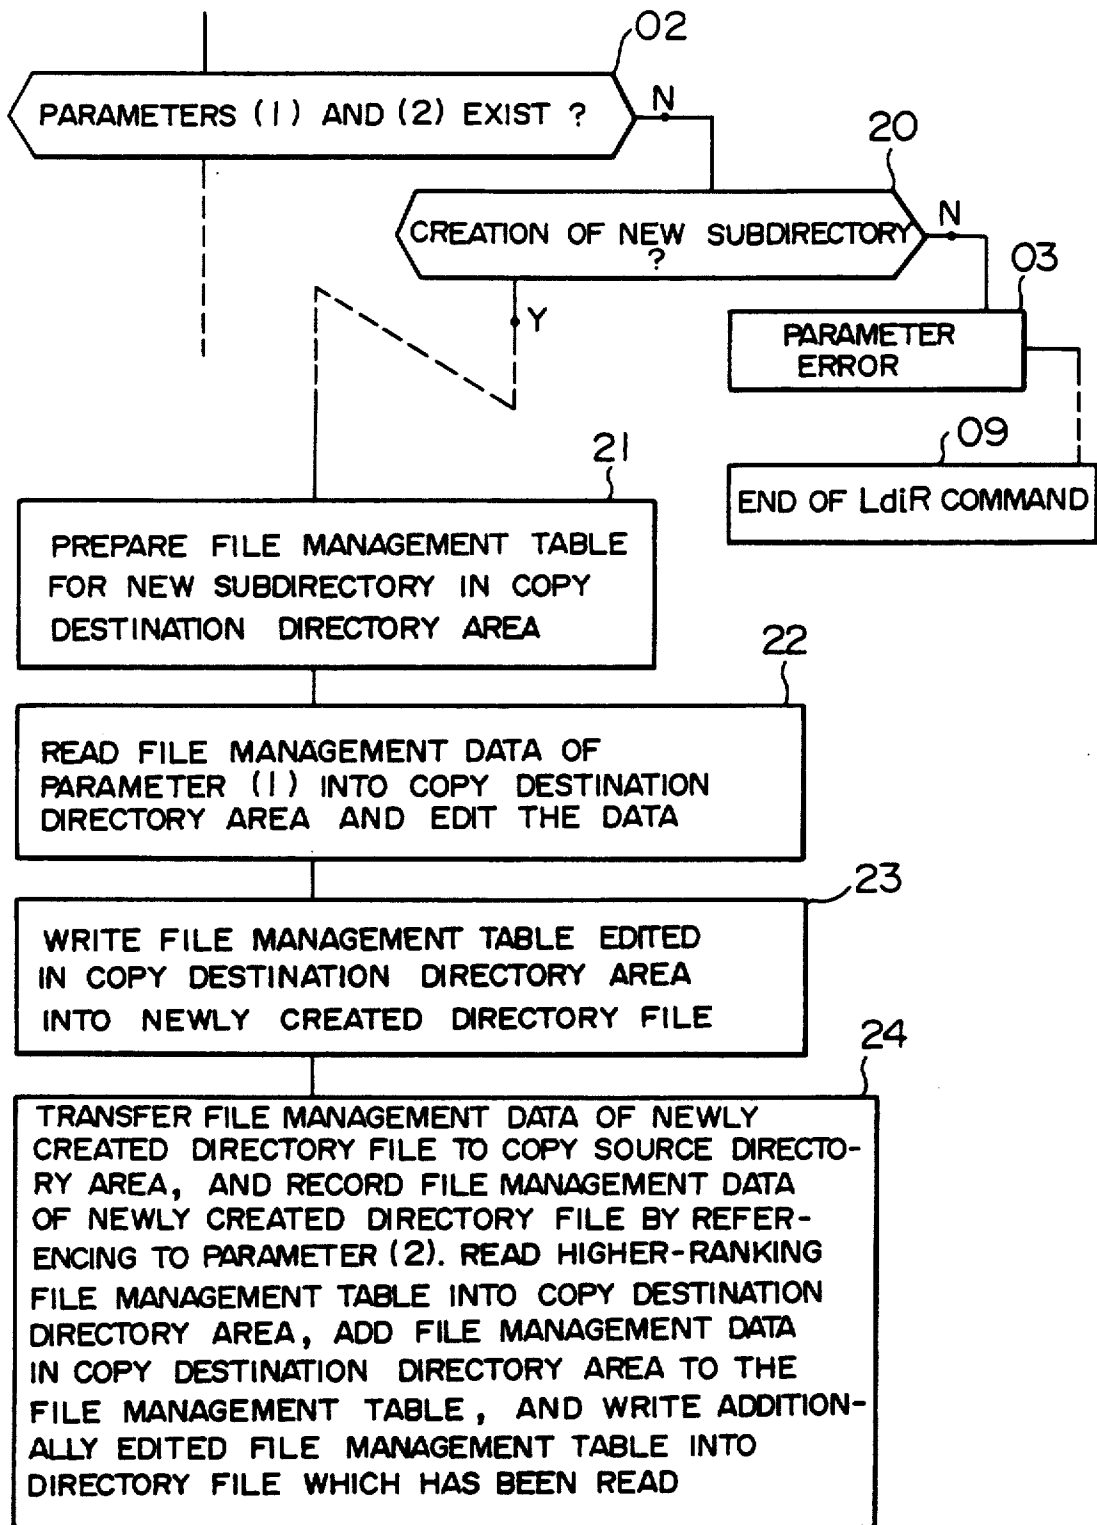 02
PARAMETERS (1) AND (2) EXIST ?
N
20
CREATION OF NEW SUBDIRECTORY
?
N
Y
03
PARAMETER
ERROR
09
END OF LdiR COMMAND
21
PREPARE FILE MANAGEMENT TABLE
FOR NEW SUBDIRECTORY IN COPY
DESTINATION DIRECTORY AREA
22
READ FILE MANAGEMENT DATA OF
PARAMETER (1) INTO COPY DESTINATION
DIRECTORY AREA AND EDIT THE DATA
23
WRITE FILE MANAGEMENT TABLE EDITED
IN COPY DESTINATION DIRECTORY AREA
INTO NEWLY CREATED DIRECTORY FILE
24
TRANSFER FILE MANAGEMENT DATA OF NEWLY
CREATED DIRECTORY FILE TO COPY SOURCE DIRECTO-
RY AREA, AND RECORD FILE MANAGEMENT DATA
OF NEWLY CREATED DIRECTORY FILE BY REFER-
ENCING TO PARAMETER (2). READ HIGHER-RANKING
FILE MANAGEMENT TABLE INTO COPY DESTINATION
DIRECTORY AREA, ADD FILE MANAGEMENT DATA
IN COPY DESTINATION DIRECTORY AREA TO THE
FILE MANAGEMENT TABLE, AND WRITE ADDITION-
ALLY EDITED FILE MANAGEMENT TABLE INTO
DIRECTORY FILE WHICH HAS BEEN READ